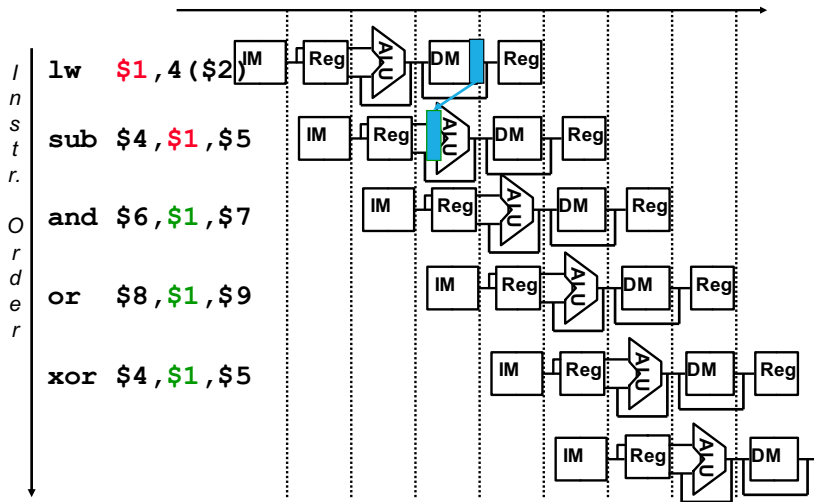 Instr. Order
lw $1,4($2) IM Reg ALU DM Reg
sub $4,$1,$5 IM Reg ALU DM Reg
and $6,$1,$7 IM Reg ALU DM Reg
or $8,$1,$9 IM Reg ALU DM Reg
xor $4,$1,$5 IM Reg ALU DM Reg
IM Reg ALU DM